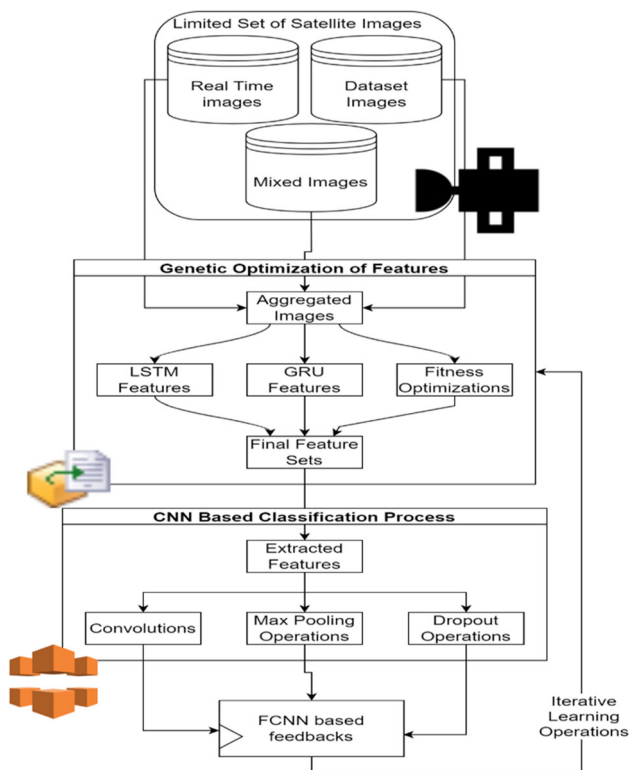 Limited Set of Satellite Images
Real Time
images
Dataset
Images
Mixed Images
Genetic Optimization of Features
Aggregated
Images
LSTM
Features
GRU
Features
Fitness
Optimizations
Final Feature
Sets
CNN Based Classification Process
Extracted
Features
Convolutions
Max Pooling
Operations
Dropout
Operations
FCNN based
feedbacks
Iterative
Learning
Operations